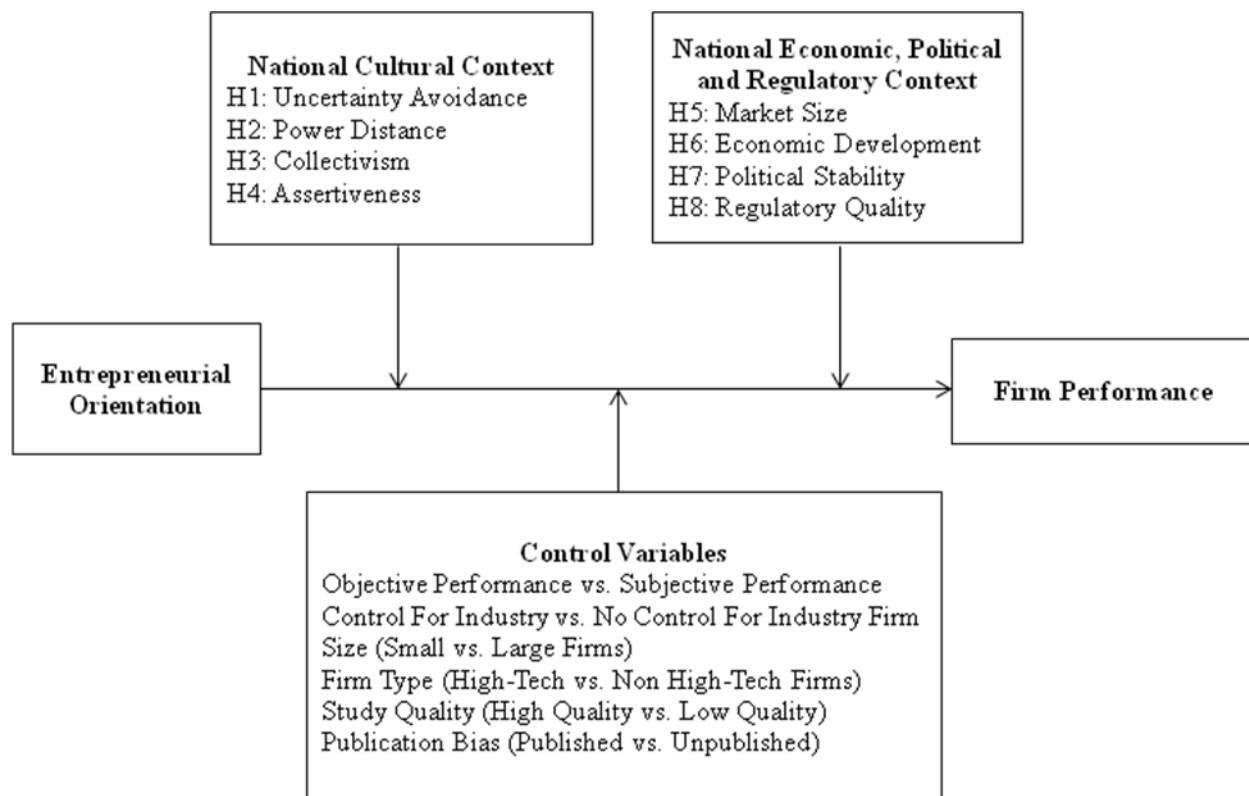 National Cultural Context
H1: Uncertainty Avoidance
H2: Power Distance
H3: Collectivism
H4: Assertiveness
National Economic, Political
and Regulatory Context
H5: Market Size
H6: Economic Development
H7: Political Stability
H8: Regulatory Quality
Entrepreneurial
Orientation
Firm Performance
Control Variables
Objective Performance vs. Subjective Performance
Control For Industry vs. No Control For Industry Firm
Size (Small vs. Large Firms)
Firm Type (High-Tech vs. Non High-Tech Firms)
Study Quality (High Quality vs. Low Quality)
Publication Bias (Published vs. Unpublished)